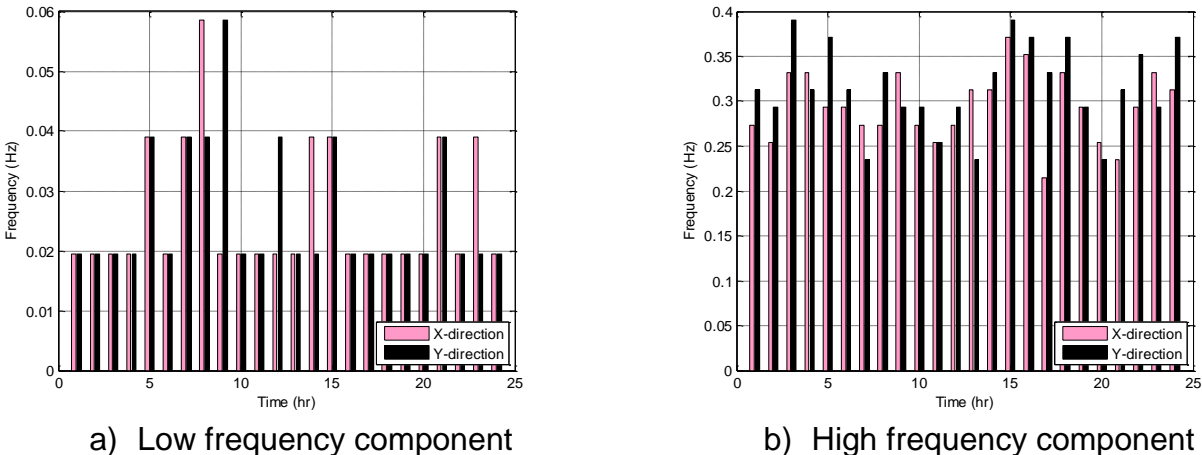 0.06
0.05
0.04
0.03
0.02
0.01
0
Frequency (Hz)
0 5 10 15 20 25
Time (hr)
X-direction
Y-direction
a) Low frequency component
0.4
0.35
0.3
0.25
0.2
0.15
0.1
0.05
0
Frequency (Hz)
0 5 10 15 20 25
Time (hr)
X-direction
Y-direction
b) High frequency component